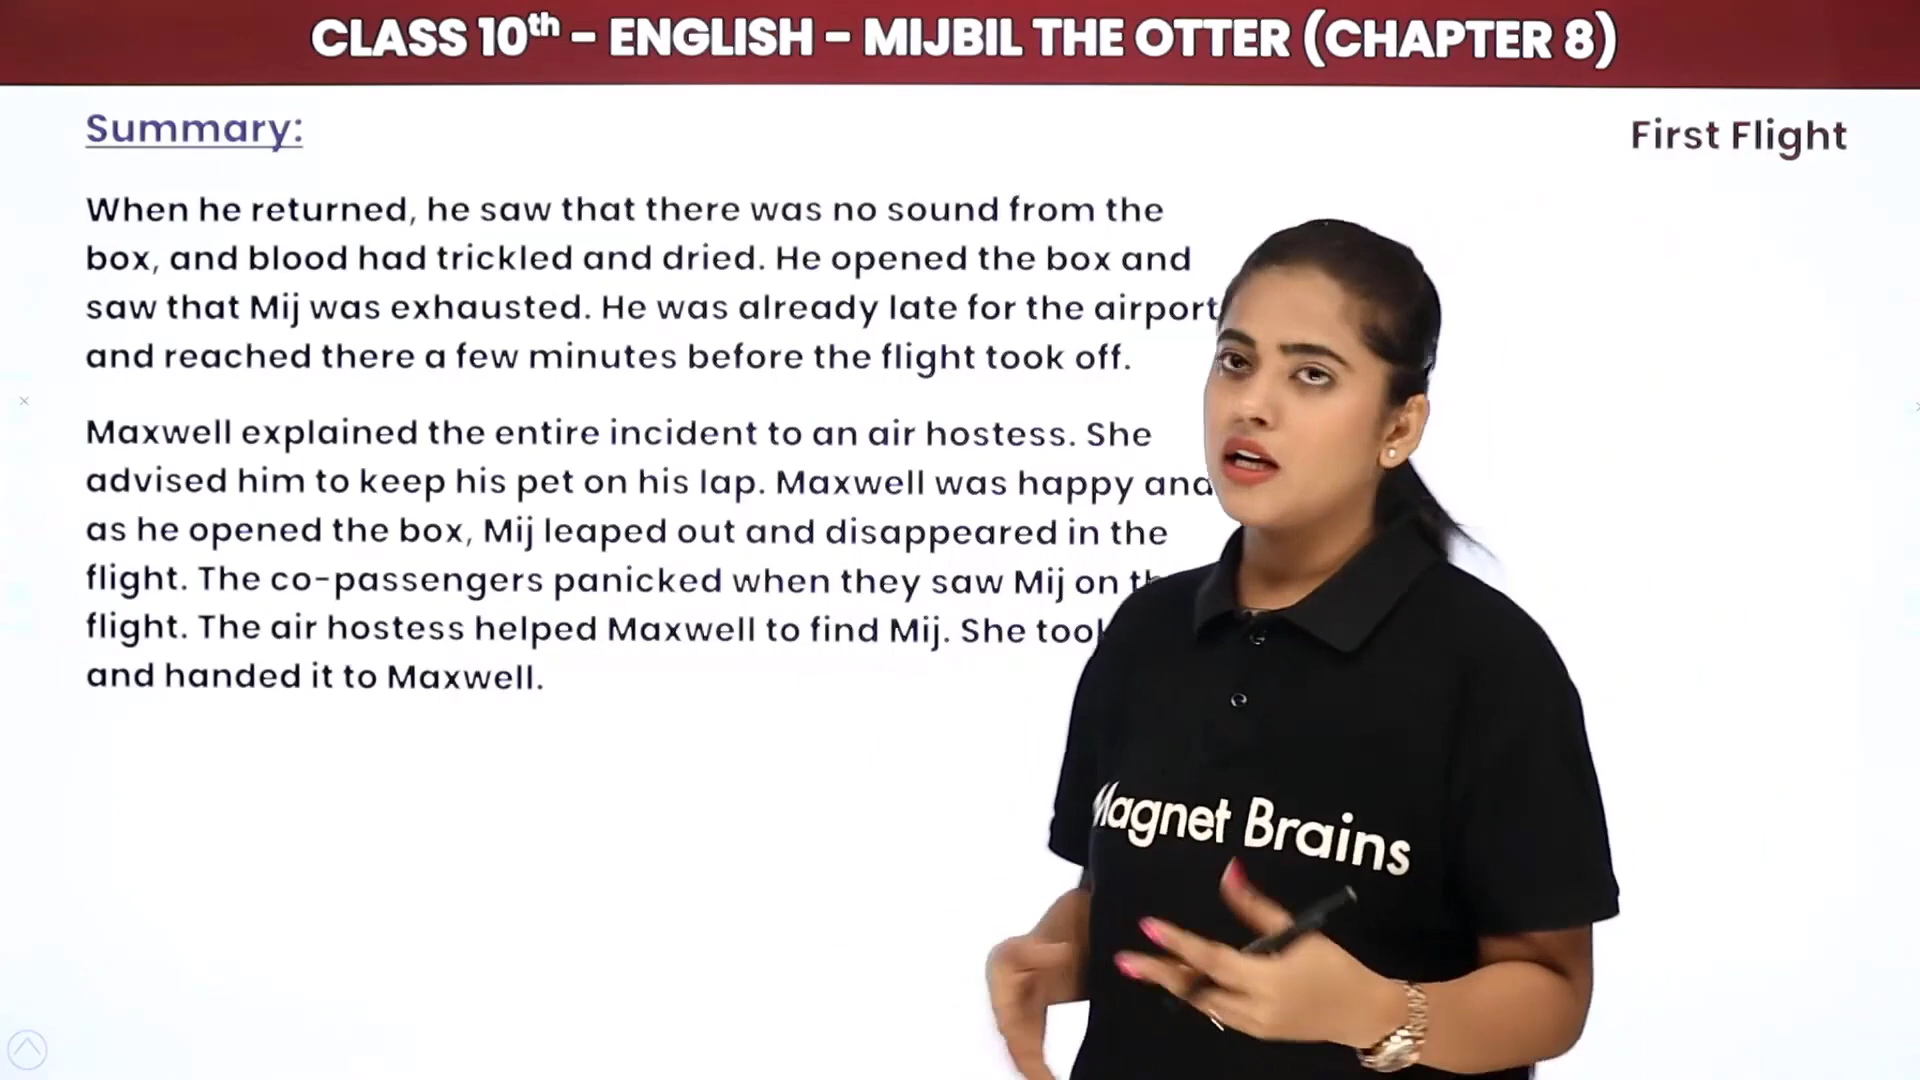 CLASS 10th - ENGLISH - MIJBIL THE OTTER (CHAPTER 8)
Summary:
First Flight
When he returned, he saw that there was no sound from the
box, and blood had trickled and dried. He opened the box and
saw that Mij was exhausted. He was already late for the airport
and reached there a few minutes before the flight took off.
Maxwell explained the entire incident to an air hostess. She
advised him to keep his pet on his lap. Maxwell was happy and
as he opened the box, Mij leaped out and disappeared in the
flight. The co-passengers panicked when they saw Mij on
flight. The air hostess helped Maxwell to find Mij. She took
and handed it to Maxwell.
Magnet Brains